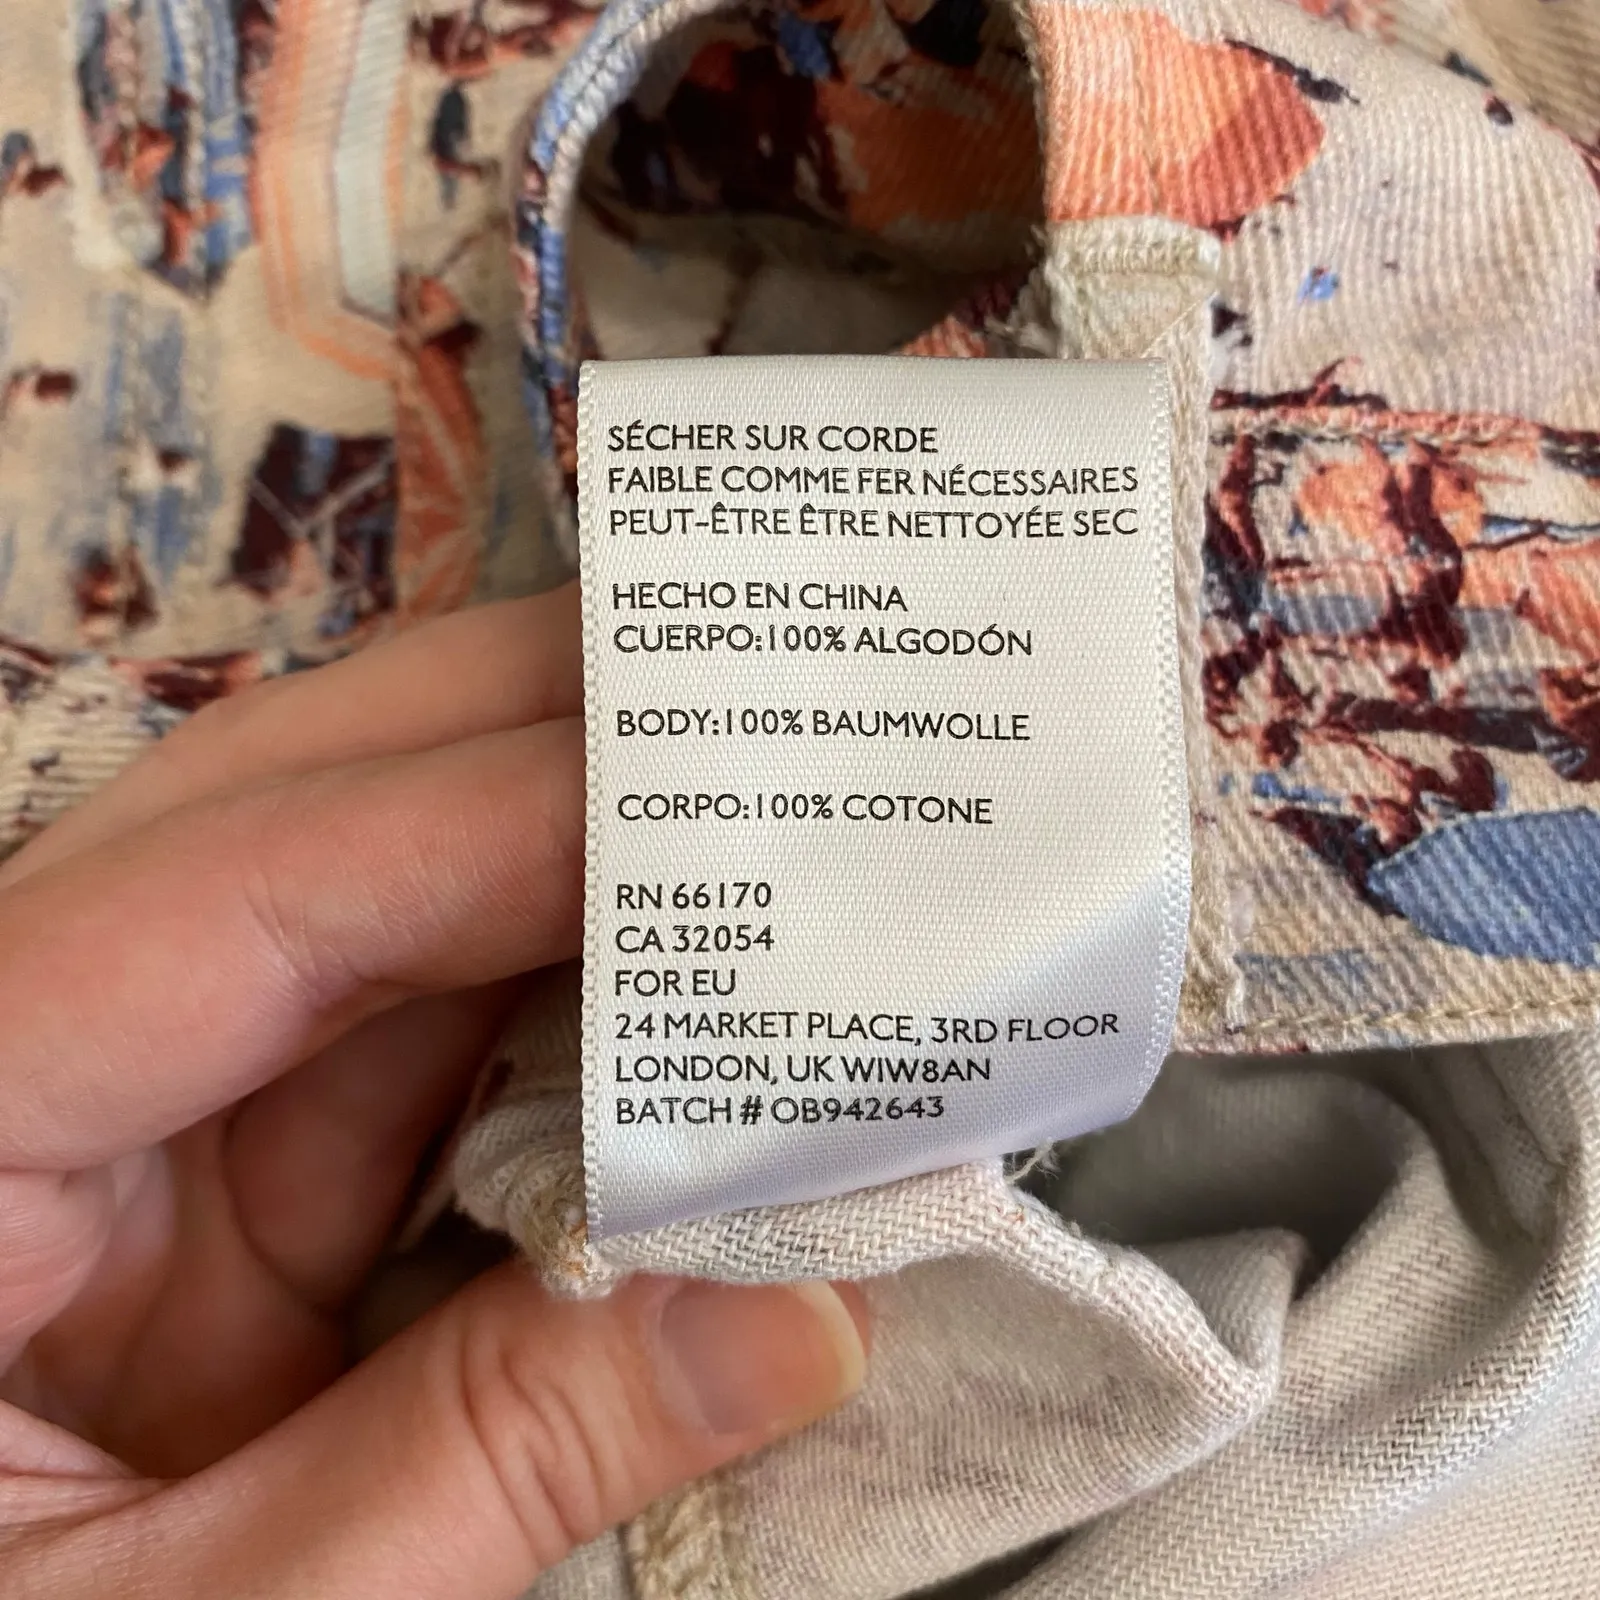 SÉCHER SUR CORDE
FAIBLE COMME FER NÉCESSAIRES
PEUT-ÊTRE ÊTRE NETTOYÉE SEC
HECHO EN CHINA
CUERPO:100% ALGODÓN
BODY:100% BAUMWOLLE
CORPO:100% COTONE
RN 66170
CA 32054
FOR EU
24 MARKET PLACE, 3RD FLOOR
LONDON, UK W1W8AN
BATCH # OB942643